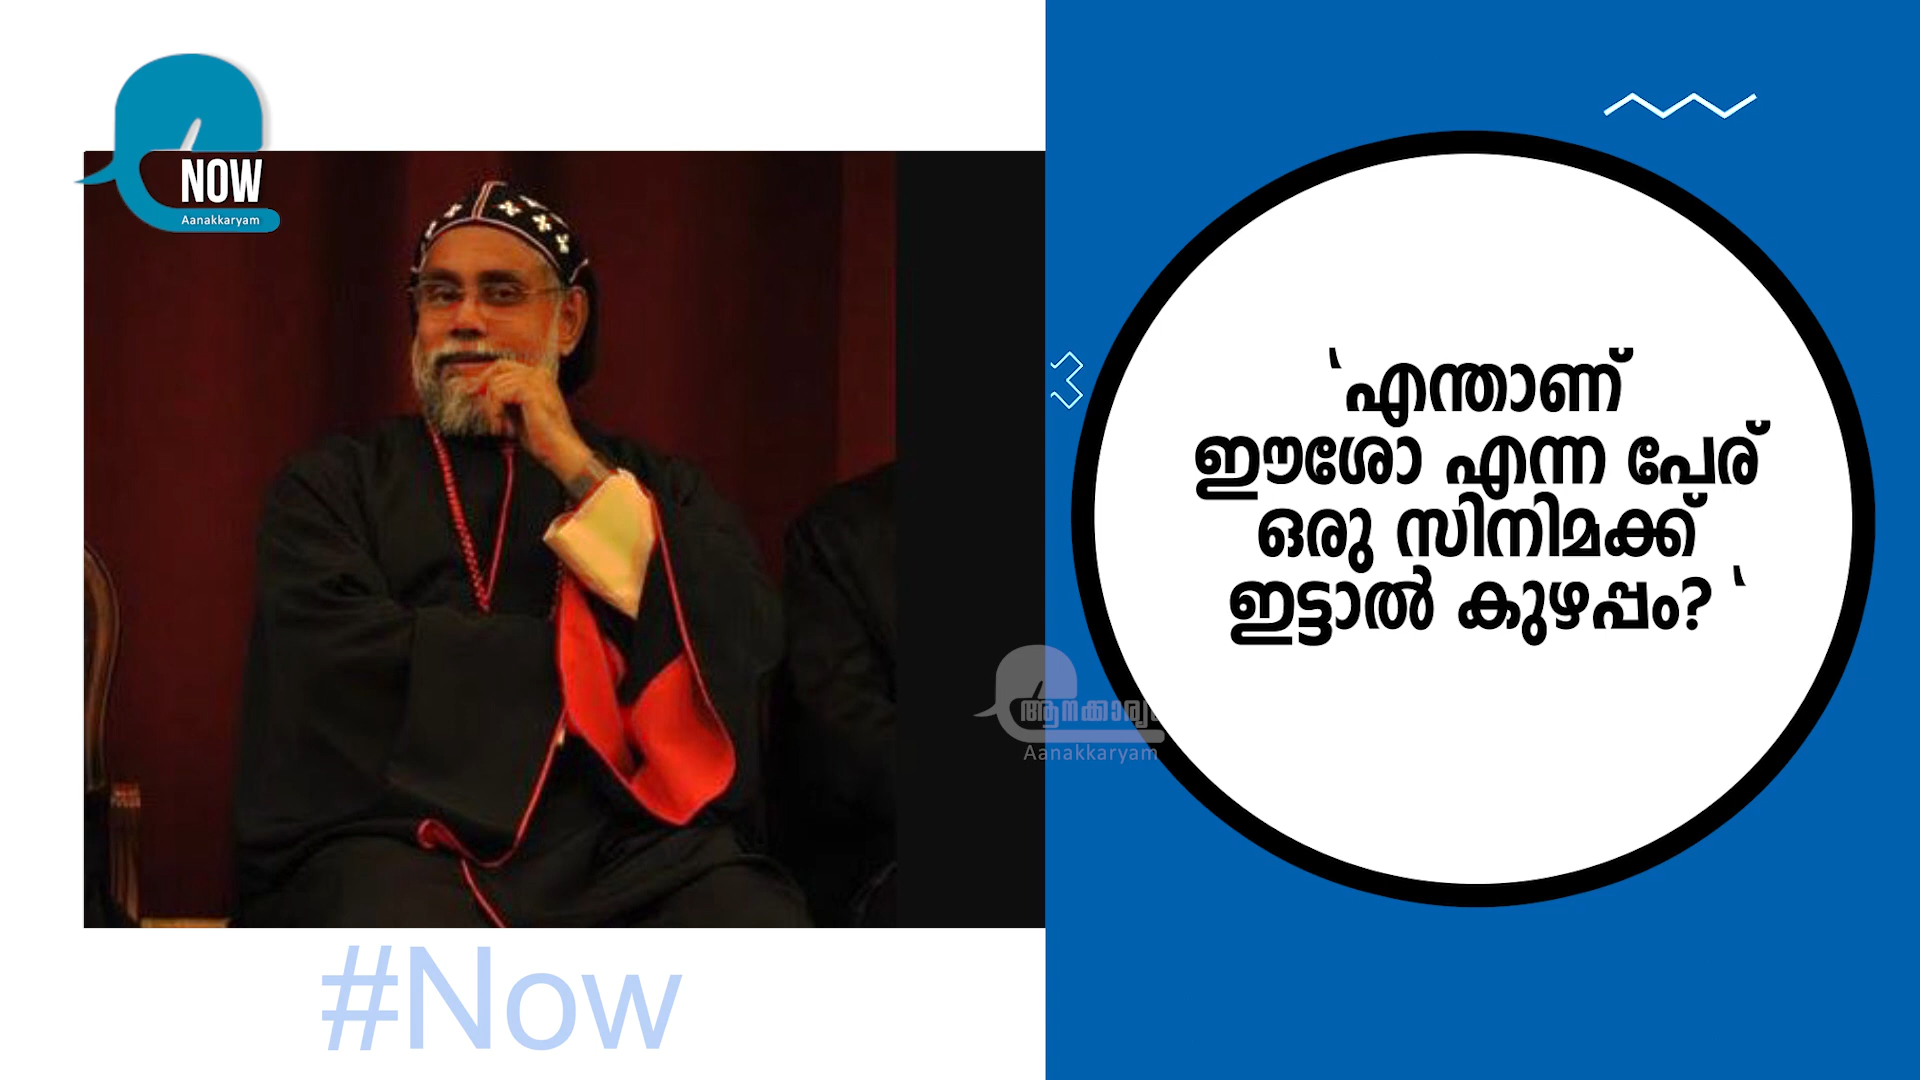 NOW
Aanakkaryam
‘എന്താണ്
ഈശോ എന്ന പേര്
ഒരു സിനിമക്ക്
ഇട്ടാൽ കുഴപ്പം? ‘
Aanakkaryam
#Now